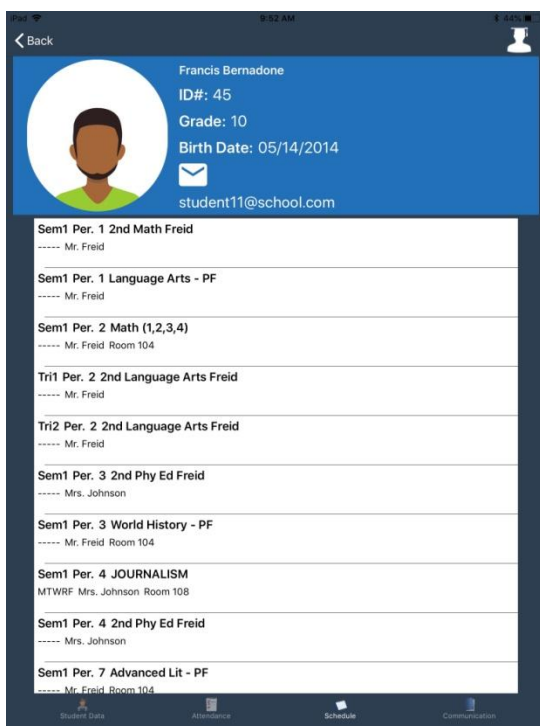 iPad 9:52 AM 44%
Back
Francis Bernadone
ID#: 45
Grade: 10
Birth Date: 05/14/2014
student11@school.com
Sem1 Per. 1 2nd Math Freid
----- Mr. Freid
Sem1 Per. 1 Language Arts - PF
----- Mr. Freid
Sem1 Per. 2 Math (1,2,3,4)
----- Mr. Freid Room 104
Tri1 Per. 2 2nd Language Arts Freid
----- Mr. Freid
Tri2 Per. 2 2nd Language Arts Freid
----- Mr. Freid
Sem1 Per. 3 2nd Phy Ed Freid
----- Mrs. Johnson
Sem1 Per. 3 World History - PF
----- Mr. Freid Room 104
Sem1 Per. 4 JOURNALISM
MTWRF Mrs. Johnson Room 108
Sem1 Per. 4 2nd Phy Ed Freid
----- Mrs. Johnson
Sem1 Per. 7 Advanced Lit - PF
----- Mr. Freid Room 104
Student Data Attendance Schedule Communication